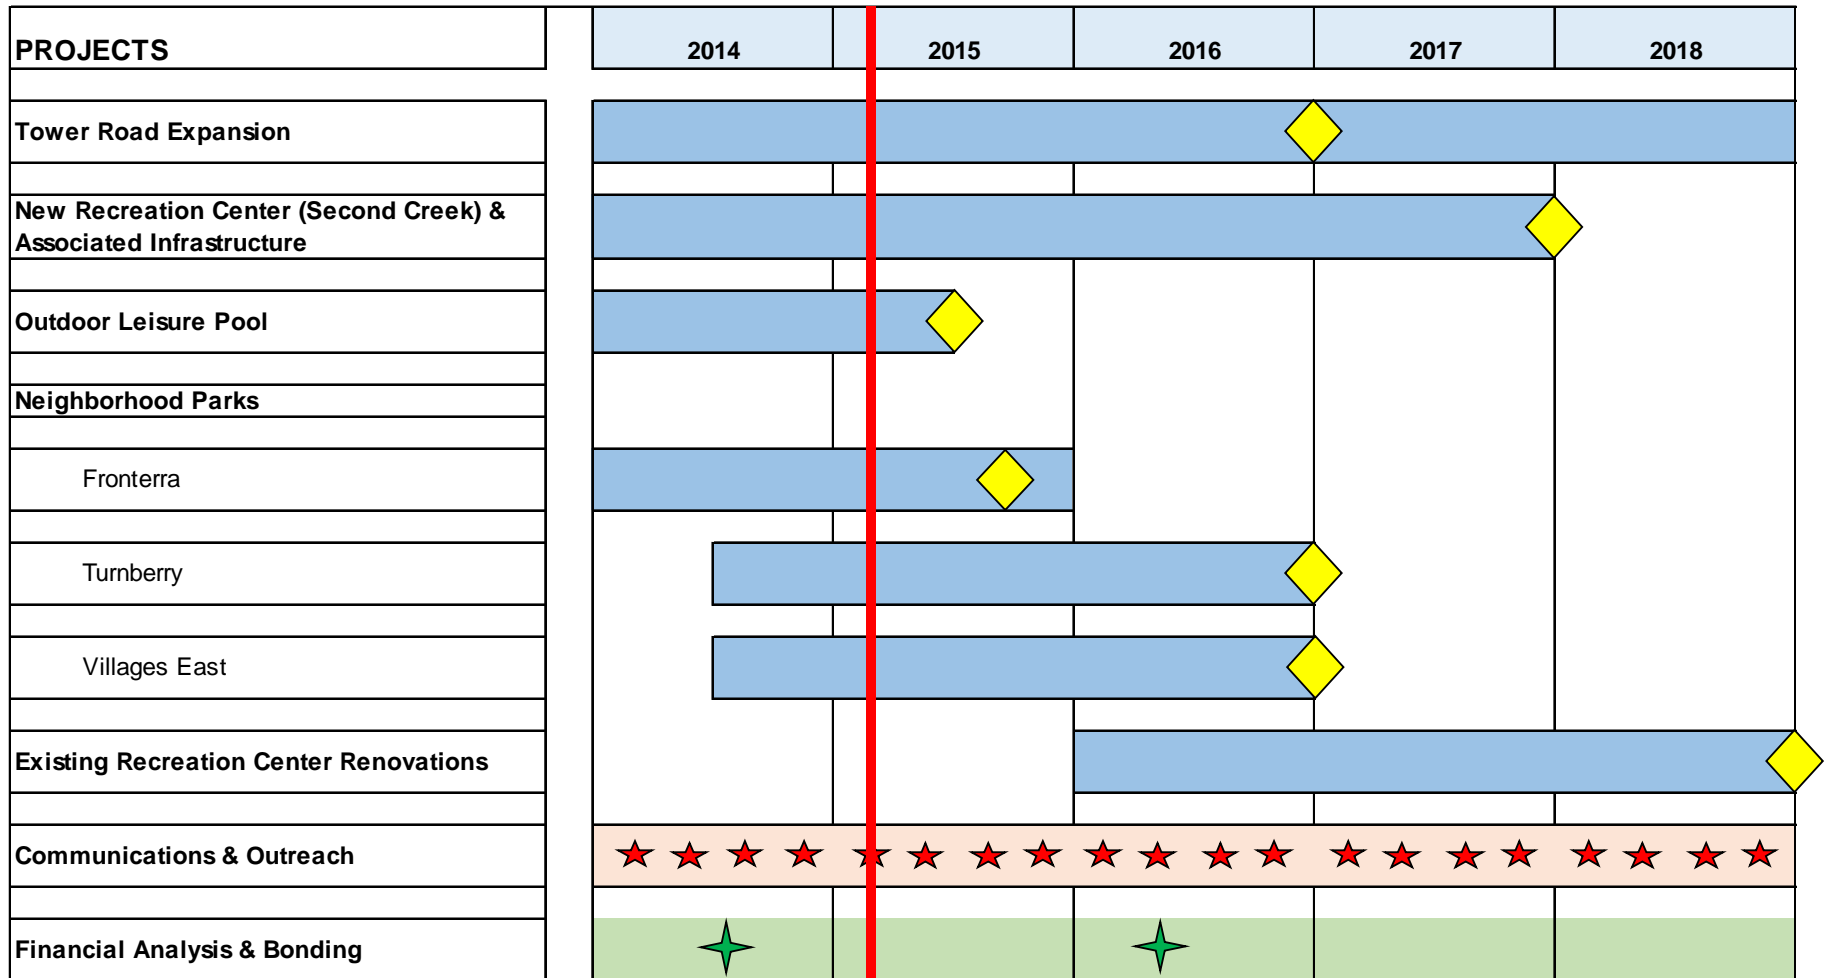 PROJECTS 2014 2015 2016 2017 2018
Tower Road Expansion
New Recreation Center (Second Creek) &
Associated Infrastructure
Outdoor Leisure Pool
Neighborhood Parks
Fronterra
Turnberry
Villages East
Existing Recreation Center Renovations
Communications & Outreach
Financial Analysis & Bonding